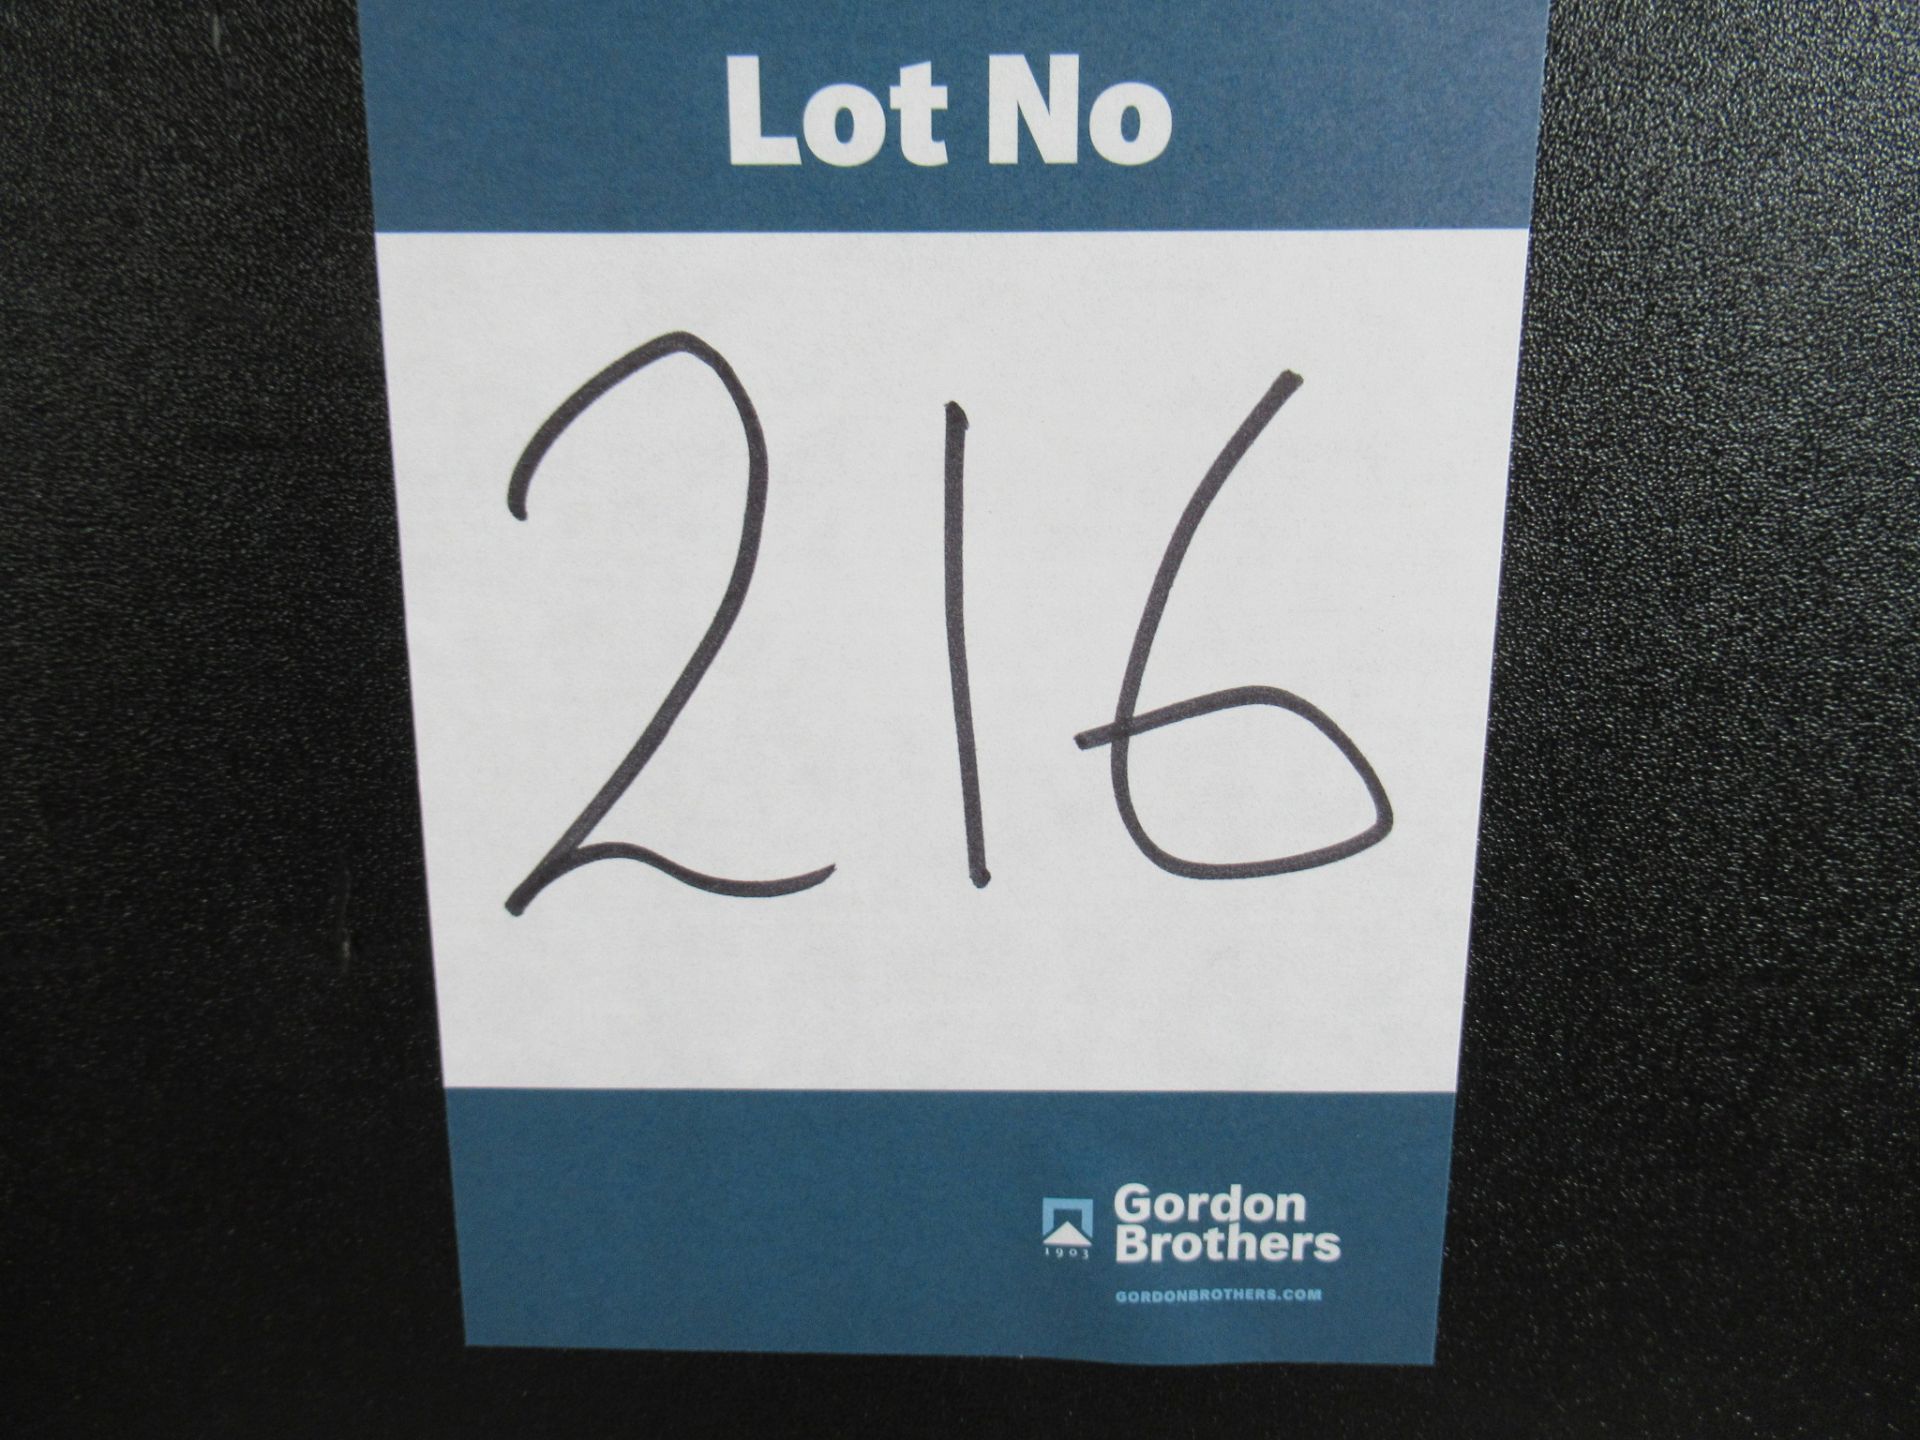 Lot No
216
Gordon
Brothers
1903
GORDONBROTHERS.COM